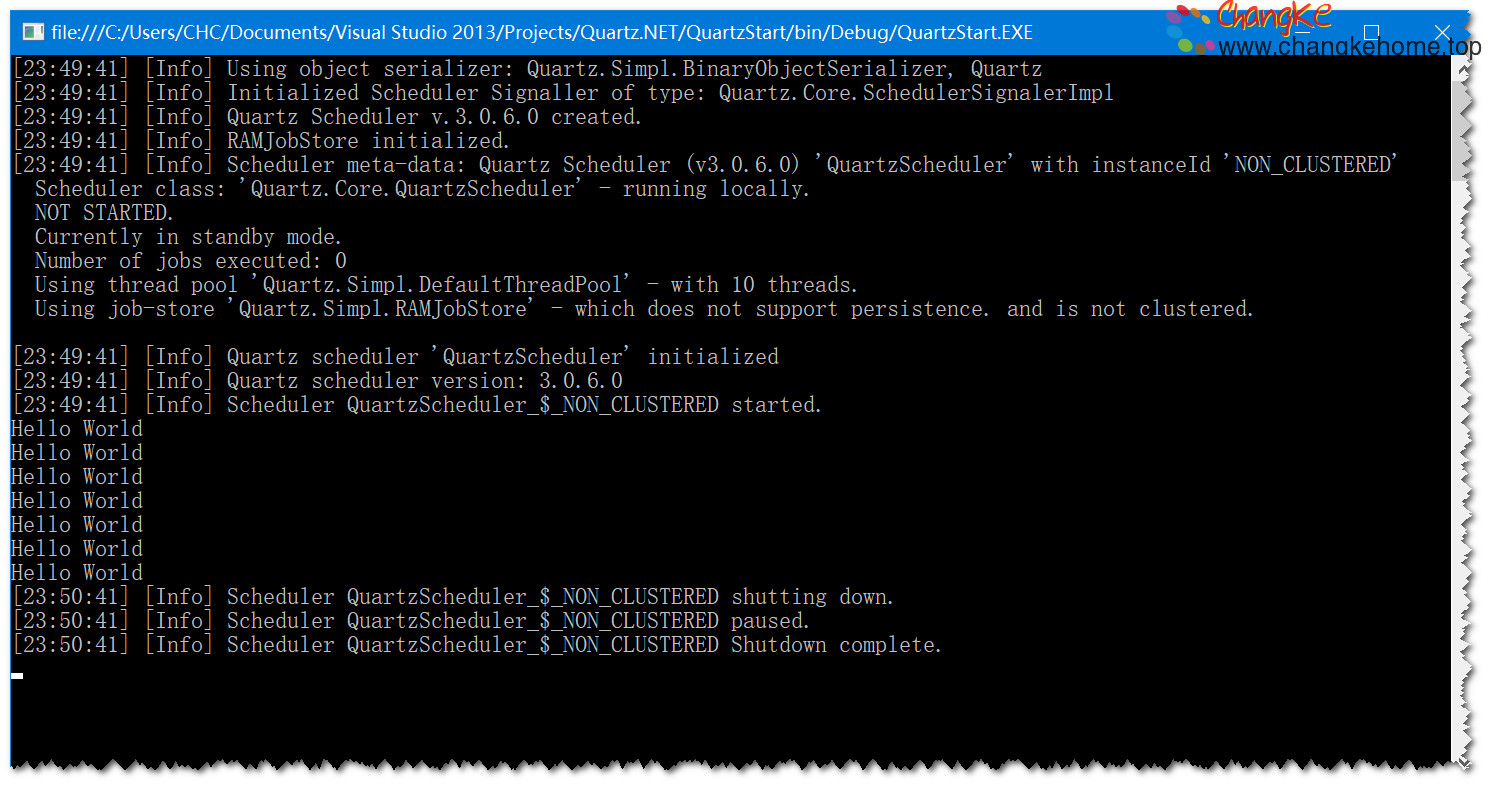 ChangKe
www.changkehome.top
file:///C:/Users/CHC/Documents/Visual Studio 2013/Projects/Quartz.NET/QuartzStart/bin/Debug/QuartzStart.EXE
[23:49:41] [Info] Using object serializer: Quartz.Simpl.BinaryObjectSerializer, Quartz
[23:49:41] [Info] Initialized Scheduler Signaller of type: Quartz.Core.SchedulerSignalerImpl
[23:49:41] [Info] Quartz Scheduler v.3.0.6.0 created.
[23:49:41] [Info] RAMJobStore initialized.
[23:49:41] [Info] Scheduler meta-data: Quartz Scheduler (v3.0.6.0) 'QuartzScheduler' with instanceId 'NON_CLUSTERED'
Scheduler class: 'Quartz.Core.QuartzScheduler' - running locally.
NOT STARTED.
Currently in standby mode.
Number of jobs executed: 0
Using thread pool 'Quartz.Simpl.DefaultThreadPool' - with 10 threads.
Using job-store 'Quartz.Simpl.RAMJobStore' - which does not support persistence. and is not clustered.
[23:49:41] [Info] Quartz scheduler 'QuartzScheduler' initialized
[23:49:41] [Info] Quartz scheduler version: 3.0.6.0
[23:49:41] [Info] Scheduler QuartzScheduler_$_NON_CLUSTERED started.
Hello World
Hello World
Hello World
Hello World
Hello World
Hello World
Hello World
[23:50:41] [Info] Scheduler QuartzScheduler_$_NON_CLUSTERED shutting down.
[23:50:41] [Info] Scheduler QuartzScheduler_$_NON_CLUSTERED paused.
[23:50:41] [Info] Scheduler QuartzScheduler_$_NON_CLUSTERED Shutdown complete.